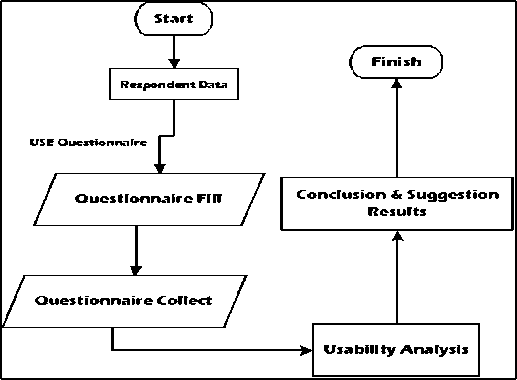 Start
Respondent Data
USE Questionnaire
Questionnaire Fill
Questionnaire Collect
Usability Analysis
Conclusion & Suggestion
Results
Finish